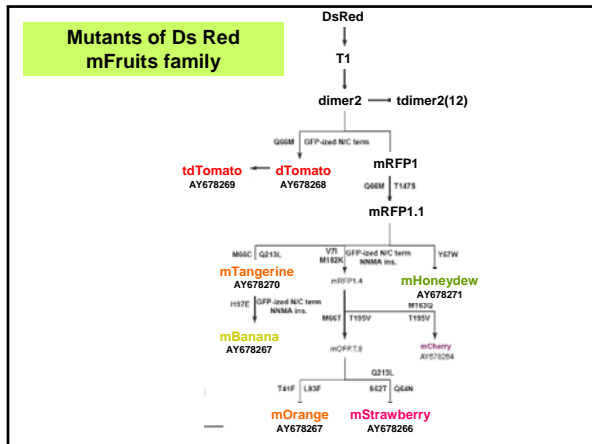 Mutants of Ds Red
mFruits family
DsRed
T1
dimer2
tdimer2(12)
Q66M
GFP-ized N/C term
tdTomato
AY678269
dTomato
AY678268
mRFP1
Q66M
T147S
mRFP1.1
M66C
Q213L
V7I
M182K
GFP-ized N/C term
NNMA ins.
Y67W
mTangerine
AY678270
mRFP1.4
mHoneydew
AY678271
I197E
GFP-ized N/C term
NNMA ins.
M66T
T195V
M163Q
T195V
mBanana
AY678267
mOFP.T.8
mCherry
AY678264
Q213L
T41F
L83F
S62T
Q64N
mOrange
AY678267
mStrawberry
AY678266